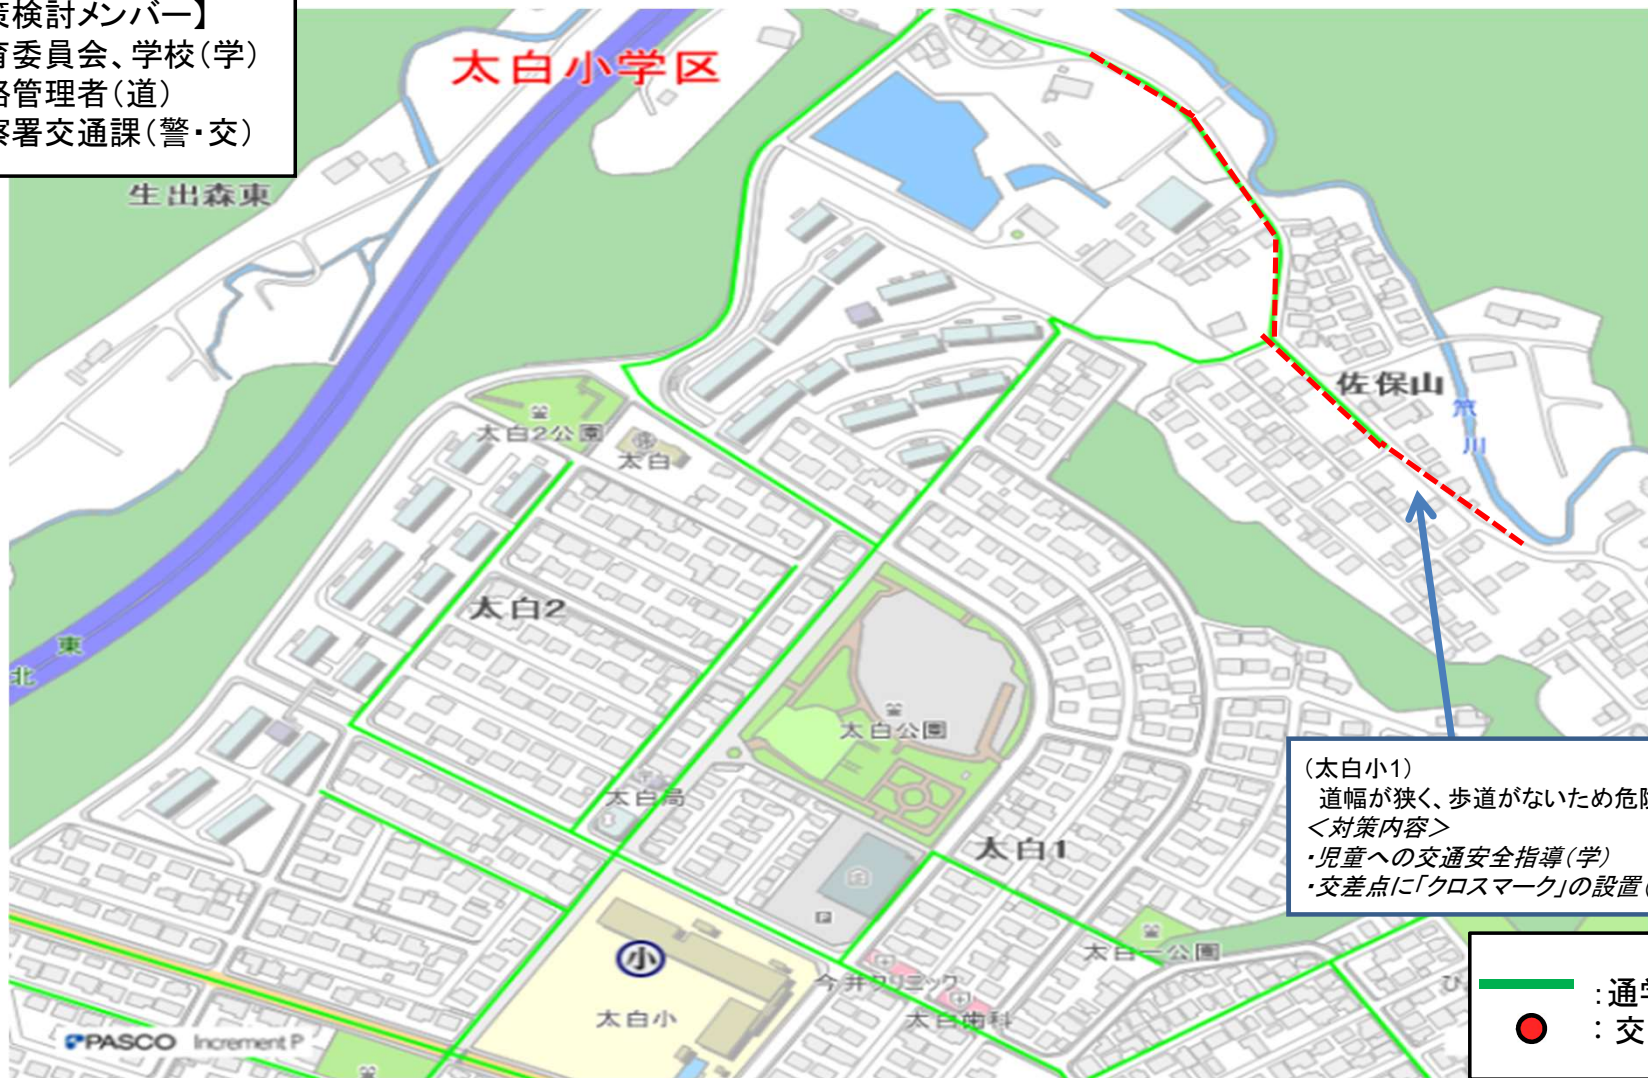 策検討メンバー】
育委員会、学校(学)
路管理者(道)
察署交通課(警・交)
太白小学区
生出森東
佐保山
笊
川
太白2公園
太白
太白2
東
北
太白公園
太白局
太白1
(太白小1)
道幅が狭く、歩道がないため危険
<対策内容>
・児童への交通安全指導(学)
・交差点に「クロスマーク」の設置(
小
太白小
今井クリニック
太白歯科
太白一公園
ひ
:通学
:交
PASCO Increment P